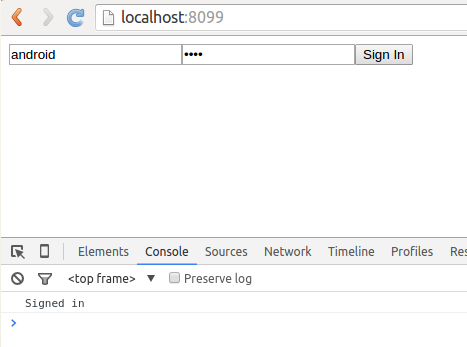 localhost:8099
android •••• Sign In
Elements Console Sources Network Timeline Profiles Res
<top frame> ▼ Preserve log
Signed in
>